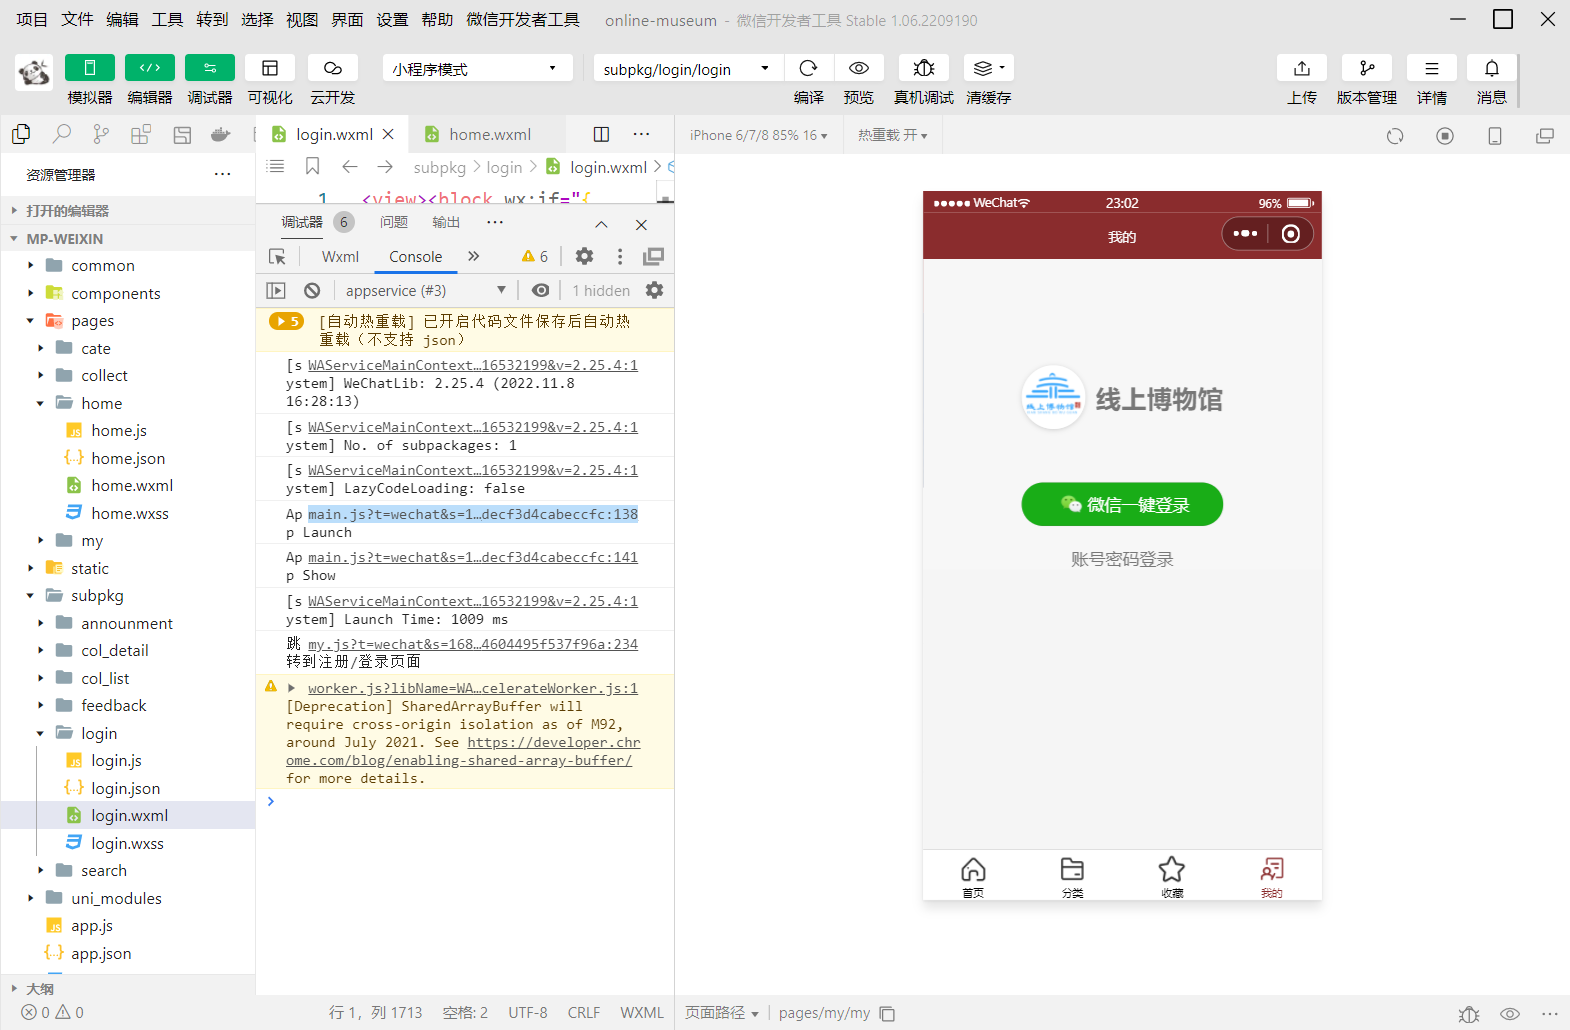 项目 文件 编辑 工具 转到 选择 视图 界面 设置 帮助 微信开发者工具 online-museum - 微信开发者工具 Stable 1.06.2209190
小程序模式 subpkg/login/login
模拟器 编辑器 调试器 可视化 云开发 编译 预览 真机调试 清缓存 上传 版本管理 详情 消息
login.wxml home.wxml
iPhone 6/7/8 85% 16 热重载 开
资源管理器
subpkg > login > login.wxml
1 <view><block wx:if="{
打开的编辑器
MP-WEIXIN
common
components
pages
cate
collect
home
home.js
home.json
home.wxml
home.wxss
my
static
subpkg
announment
col_detail
col_list
feedback
login
login.js
login.json
login.wxml
login.wxss
search
uni_modules
app.js
app.json
大纲
0 0
调试器 6 问题 输出
Wxml Console 6
appservice (#3) 1 hidden
5 [自动热重载] 已开启代码文件保存后自动热
重载（不支持 json）
[s WAServiceMainContext…16532199&v=2.25.4:1
ystem] WeChatLib: 2.25.4 (2022.11.8
16:28:13)
[s WAServiceMainContext…16532199&v=2.25.4:1
ystem] No. of subpackages: 1
[s WAServiceMainContext…16532199&v=2.25.4:1
ystem] LazyCodeLoading: false
Ap main.js?t=wechat&s=1…decf3d4cabeccfc:138
p Launch
Ap main.js?t=wechat&s=1…decf3d4cabeccfc:141
p Show
[s WAServiceMainContext…16532199&v=2.25.4:1
ystem] Launch Time: 1009 ms
跳 my.js?t=wechat&s=168…4604495f537f96a:234
转到注册/登录页面
worker.js?libName=WA…celerateWorker.js:1
[Deprecation] SharedArrayBuffer will
require cross-origin isolation as of M92,
around July 2021. See https://developer.chr
ome.com/blog/enabling-shared-array-buffer/
for more details.
行 1，列 1713 空格: 2 UTF-8 CRLF WXML
WeChat 23:02 96%
我的
线上博物馆
线上博物馆
微信一键登录
账号密码登录
首页 分类 收藏 我的
页面路径 pages/my/my